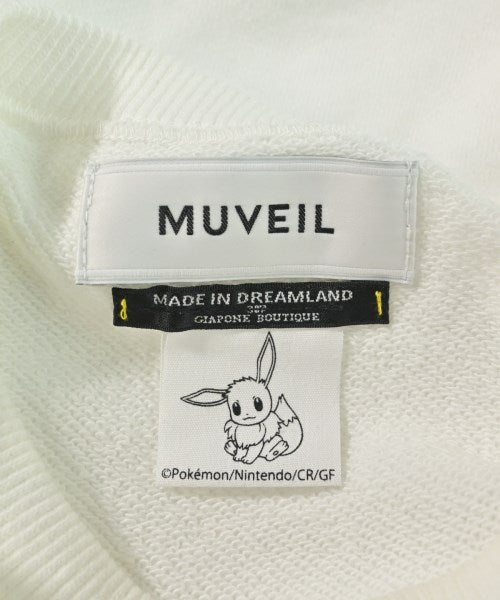 MUVEIL
MADE IN DREAMLAND
GIAPONE BOUTIQUE
©Pokémon/Nintendo/CR/GF